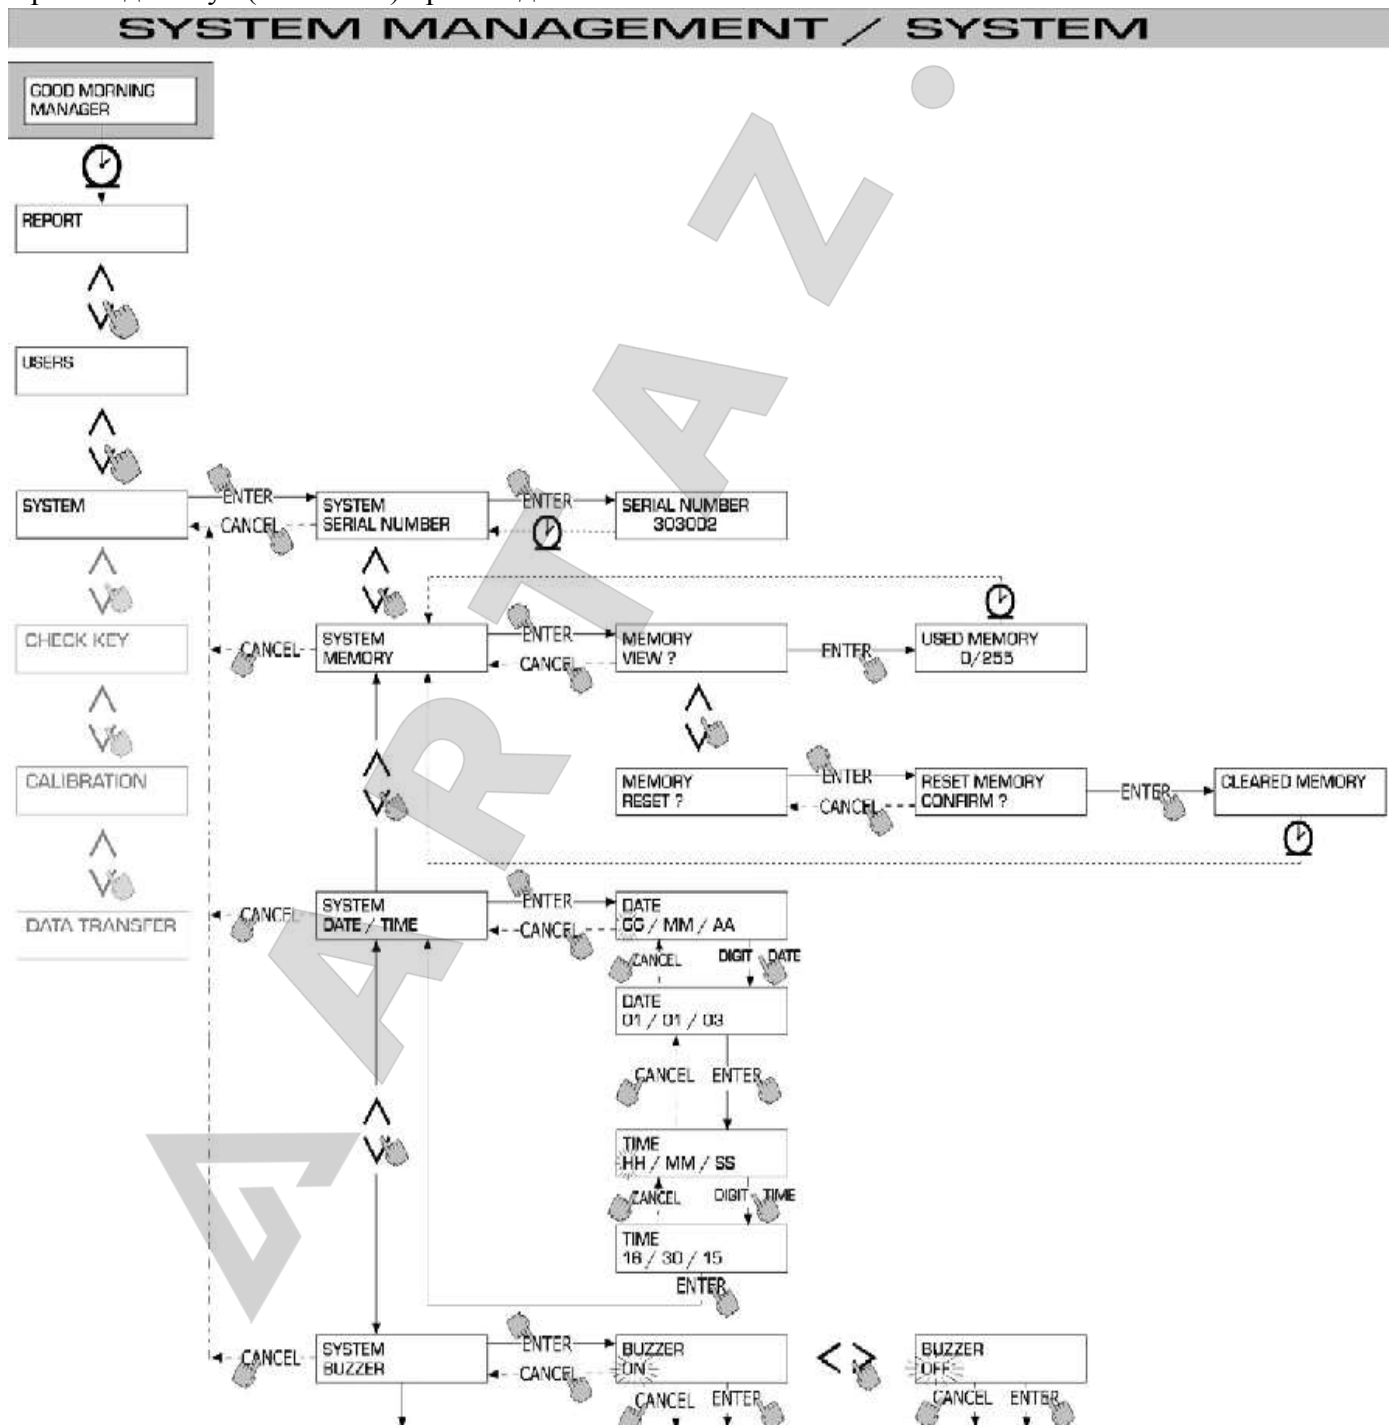 SYSTEM MANAGEMENT / SYSTEM
GOOD MORNING
MANAGER
REPORT
USERS
SYSTEM
ENTER
CANCEL
SYSTEM
SERIAL NUMBER
ENTER
SERIAL NUMBER
303002
CHECK KEY
CANCEL
SYSTEM
MEMORY
ENTER
CANCEL
MEMORY
VIEW ?
ENTER
USED MEMORY
0/255
CALIBRATION
MEMORY
RESET ?
ENTER
CANCEL
RESET MEMORY
CONFIRM ?
ENTER
CLEARED MEMORY
DATA TRANSFER
CANCEL
SYSTEM
DATE / TIME
ENTER
CANCEL
DATE
GG / MM / AA
CANCEL
DIGIT DATE
DATE
01 / 01 / 03
CANCEL ENTER
TIME
HH / MM / SS
CANCEL
DIGIT TIME
TIME
16 / 30 / 15
ENTER
CANCEL
SYSTEM
BUZZER
ENTER
CANCEL
BUZZER
ON
< >
BUZZER
OFF
CANCEL ENTER
CANCEL ENTER
GARTAZ.